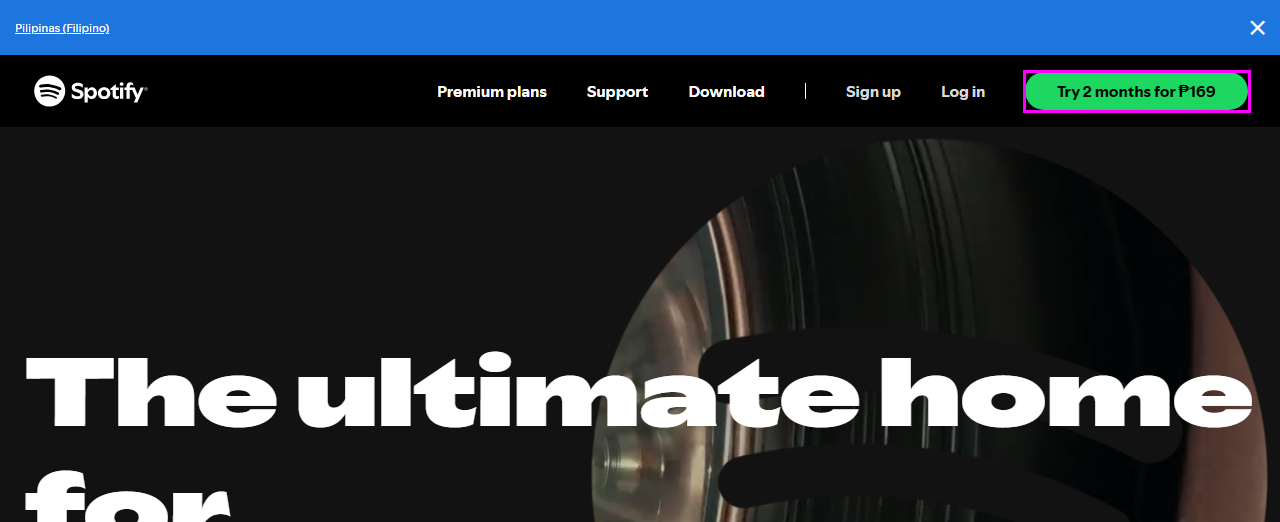 Pilipinas (Filipino)
Spotify®
Premium plans
Support
Download
Sign up
Log in
Try 2 months for ₱169
The ultimate home
for